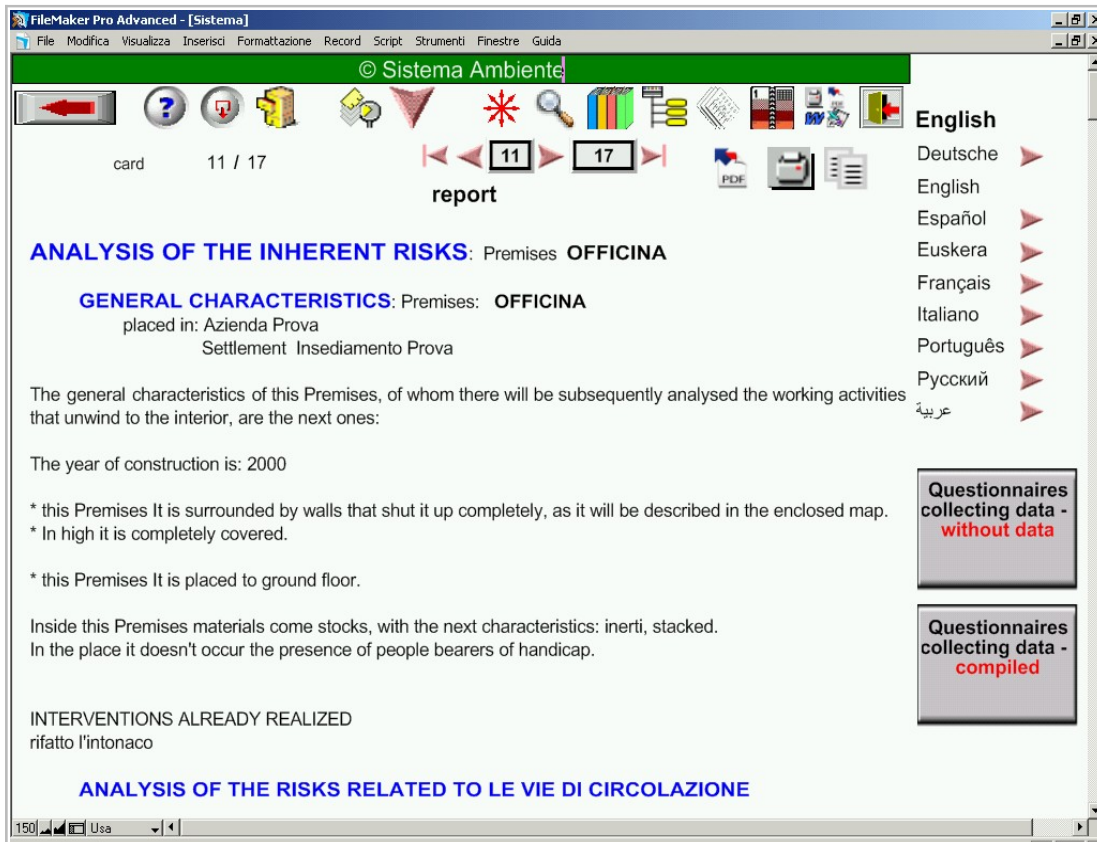 FileMaker Pro Advanced - [Sistema]
File Modifica Visualizza Inserisci Formattazione Record Script Strumenti Finestre Guida
© Sistema Ambiente
card 11 / 17
11 17
PDF
report
English
Deutsche
English
Español
Euskera
Français
Italiano
Português
Русский
عربية
ANALYSIS OF THE INHERENT RISKS: Premises OFFICINA
GENERAL CHARACTERISTICS: Premises: OFFICINA
placed in: Azienda Prova
Settlement Insediamento Prova
The general characteristics of this Premises, of whom there will be subsequently analysed the working activities
that unwind to the interior, are the next ones:
The year of construction is: 2000
* this Premises It is surrounded by walls that shut it up completely, as it will be described in the enclosed map.
* In high it is completely covered.
* this Premises It is placed to ground floor.
Inside this Premises materials come stocks, with the next characteristics: inerti, stacked.
In the place it doesn't occur the presence of people bearers of handicap.
INTERVENTIONS ALREADY REALIZED
rifatto l'intonaco
ANALYSIS OF THE RISKS RELATED TO LE VIE DI CIRCOLAZIONE
Questionnaires
collecting data -
without data
Questionnaires
collecting data -
compiled
150 Usa